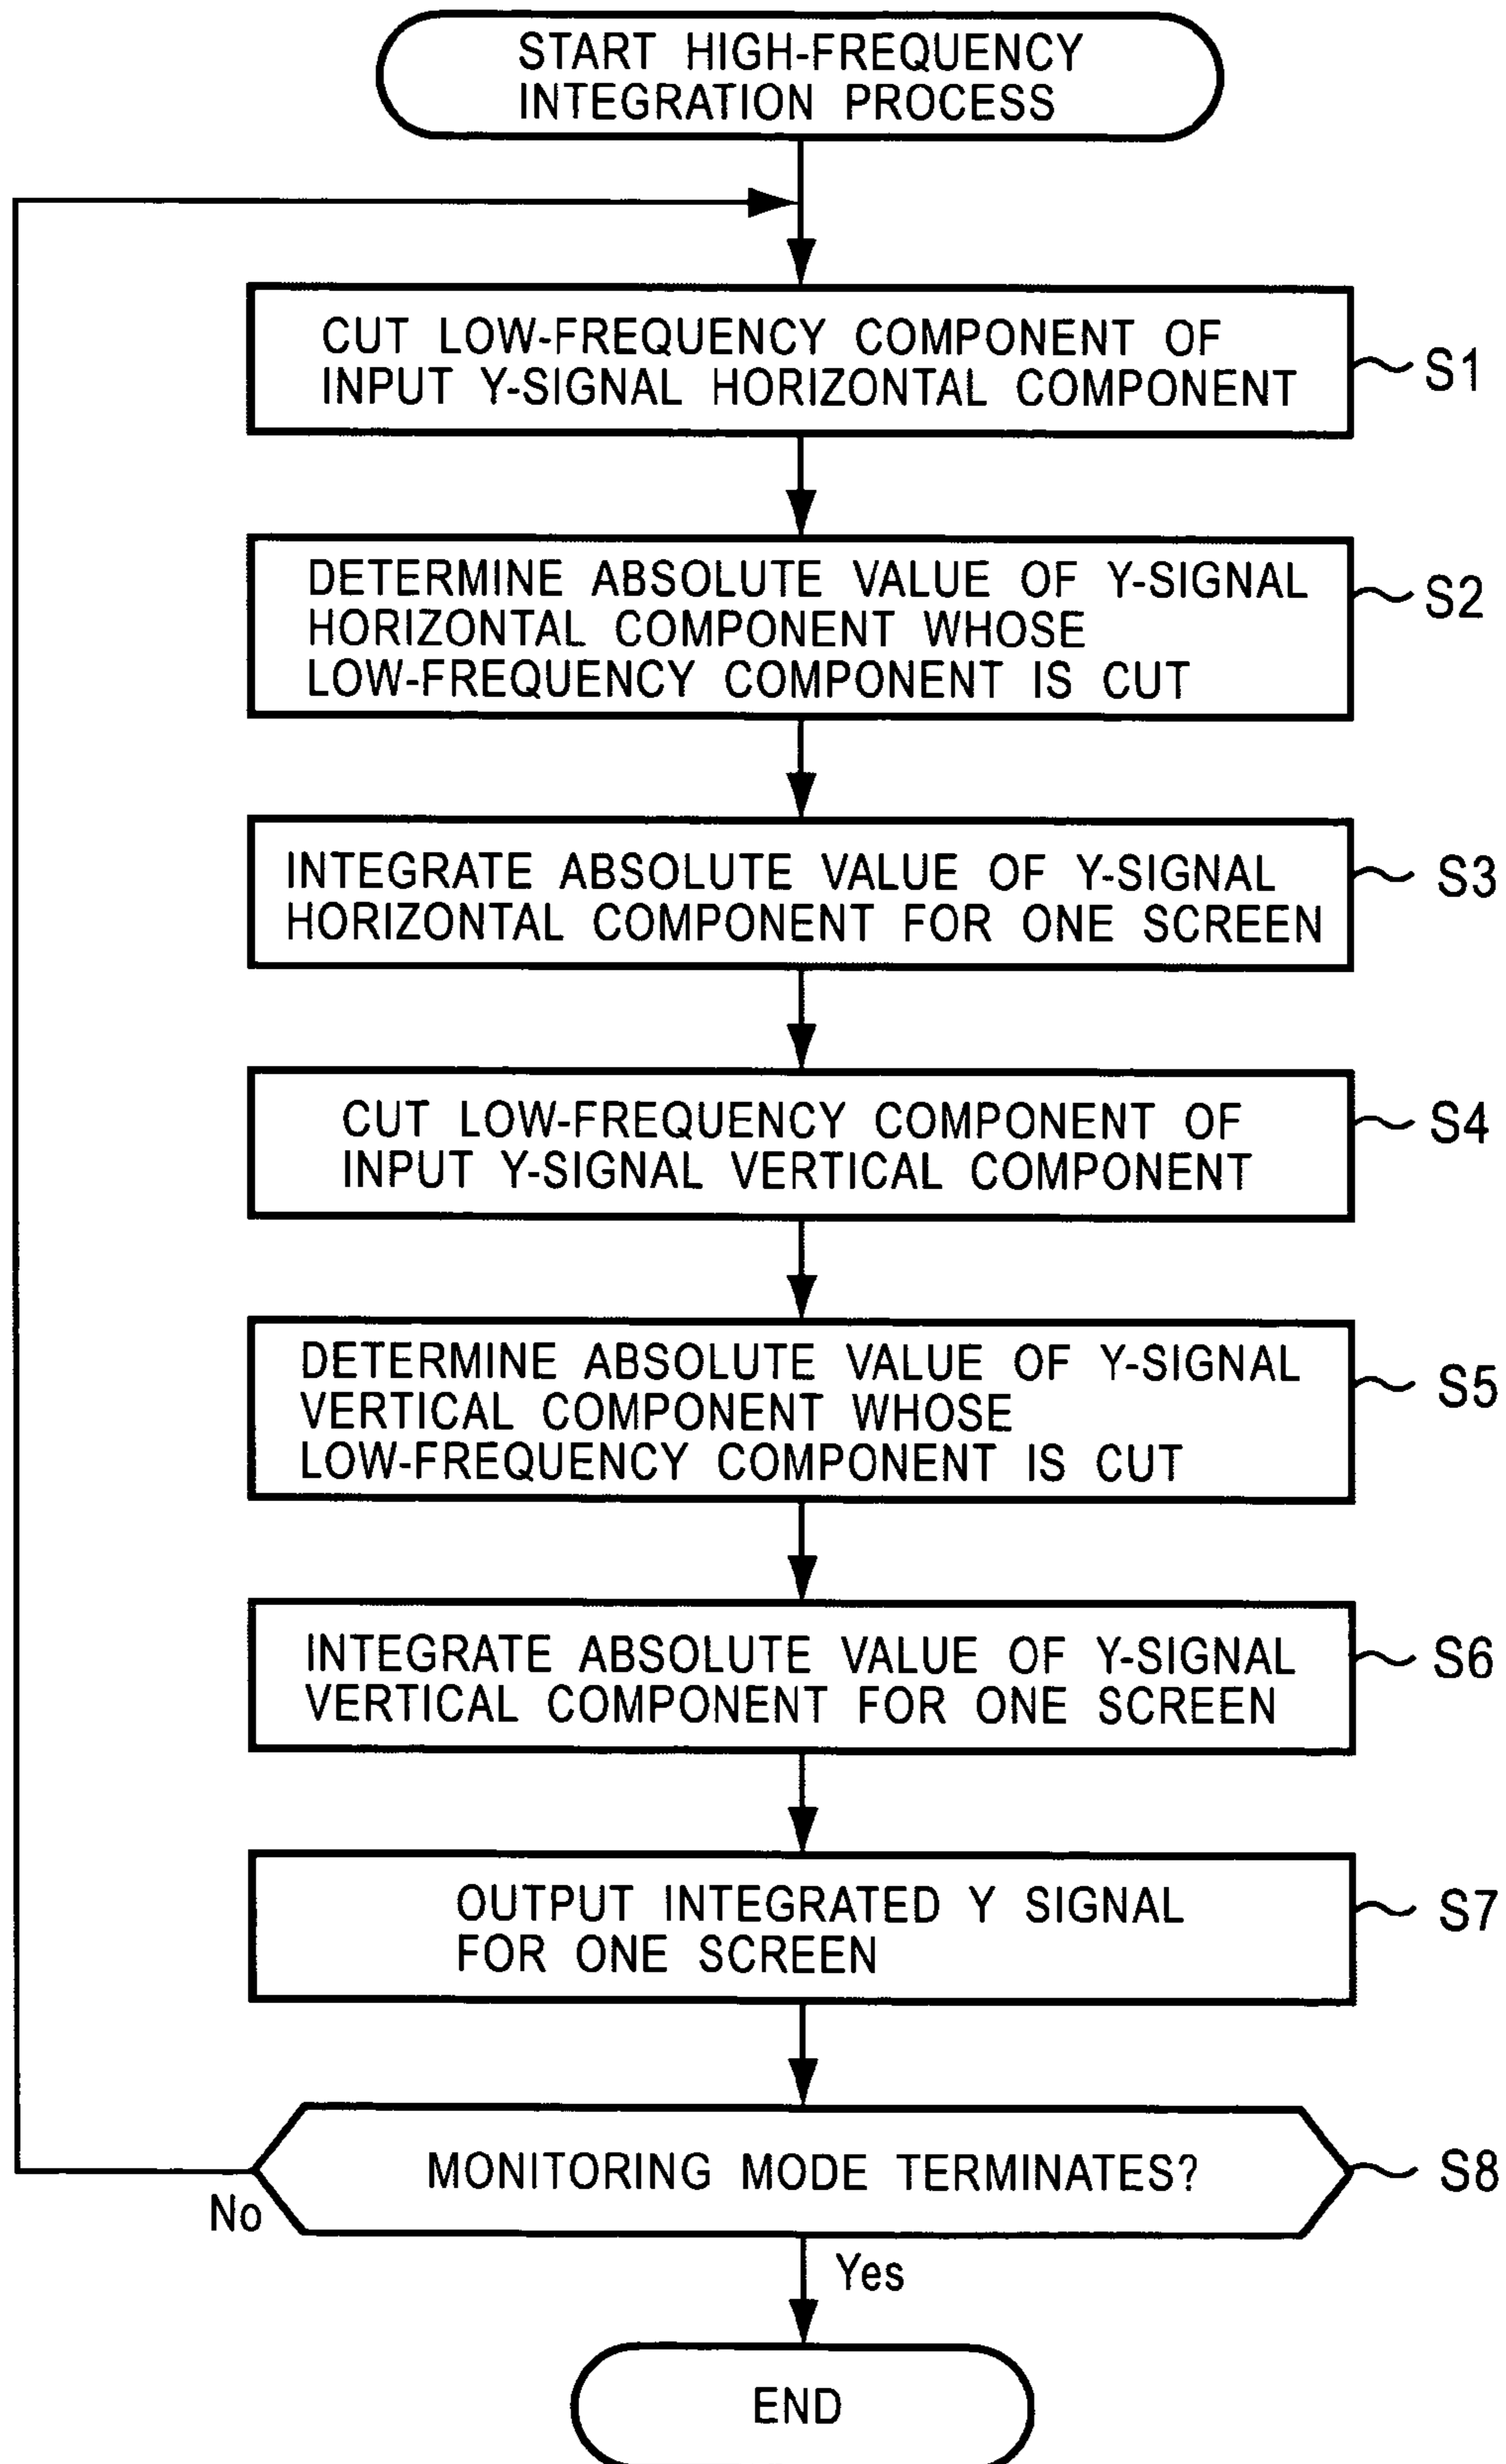 START HIGH-FREQUENCY
INTEGRATION PROCESS
CUT LOW-FREQUENCY COMPONENT OF
INPUT Y-SIGNAL HORIZONTAL COMPONENT
S1
DETERMINE ABSOLUTE VALUE OF Y-SIGNAL
HORIZONTAL COMPONENT WHOSE
LOW-FREQUENCY COMPONENT IS CUT
S2
INTEGRATE ABSOLUTE VALUE OF Y-SIGNAL
HORIZONTAL COMPONENT FOR ONE SCREEN
S3
CUT LOW-FREQUENCY COMPONENT OF
INPUT Y-SIGNAL VERTICAL COMPONENT
S4
DETERMINE ABSOLUTE VALUE OF Y-SIGNAL
VERTICAL COMPONENT WHOSE
LOW-FREQUENCY COMPONENT IS CUT
S5
INTEGRATE ABSOLUTE VALUE OF Y-SIGNAL
VERTICAL COMPONENT FOR ONE SCREEN
S6
OUTPUT INTEGRATED Y SIGNAL
FOR ONE SCREEN
S7
MONITORING MODE TERMINATES?
S8
No
Yes
END